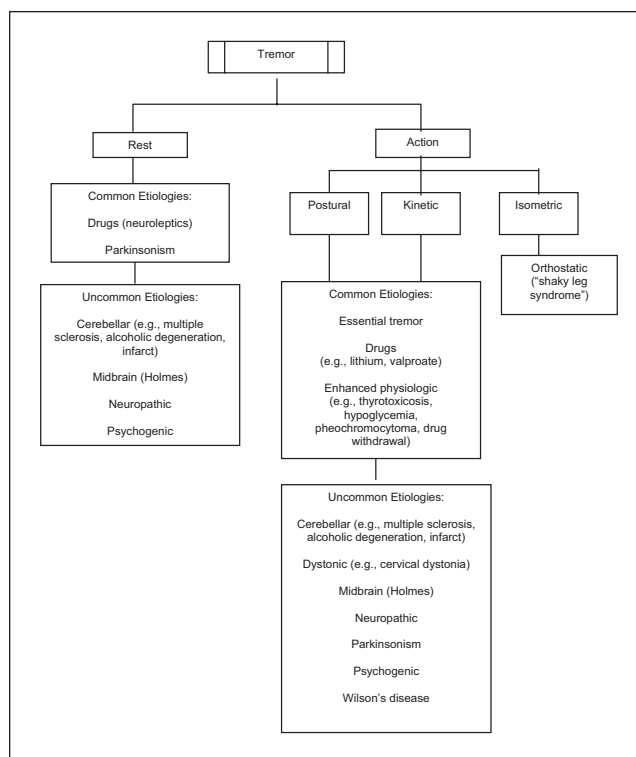 Tremor
Rest
Action
Common Etiologies:
Drugs (neuroleptics)
Parkinsonism
Uncommon Etiologies:
Cerebellar (e.g., multiple
sclerosis, alcoholic degeneration,
infarct)
Midbrain (Holmes)
Neuropathic
Psychogenic
Postural
Kinetic
Isometric
Orthostatic
(“shaky leg
syndrome”)
Common Etiologies:
Essential tremor
Drugs
(e.g., lithium, valproate)
Enhanced physiologic
(e.g., thyrotoxicosis,
hypoglycemia,
pheochromocytoma, drug
withdrawal)
Uncommon Etiologies:
Cerebellar (e.g., multiple sclerosis,
alcoholic degeneration, infarct)
Dystonic (e.g., cervical dystonia)
Midbrain (Holmes)
Neuropathic
Parkinsonism
Psychogenic
Wilson’s disease